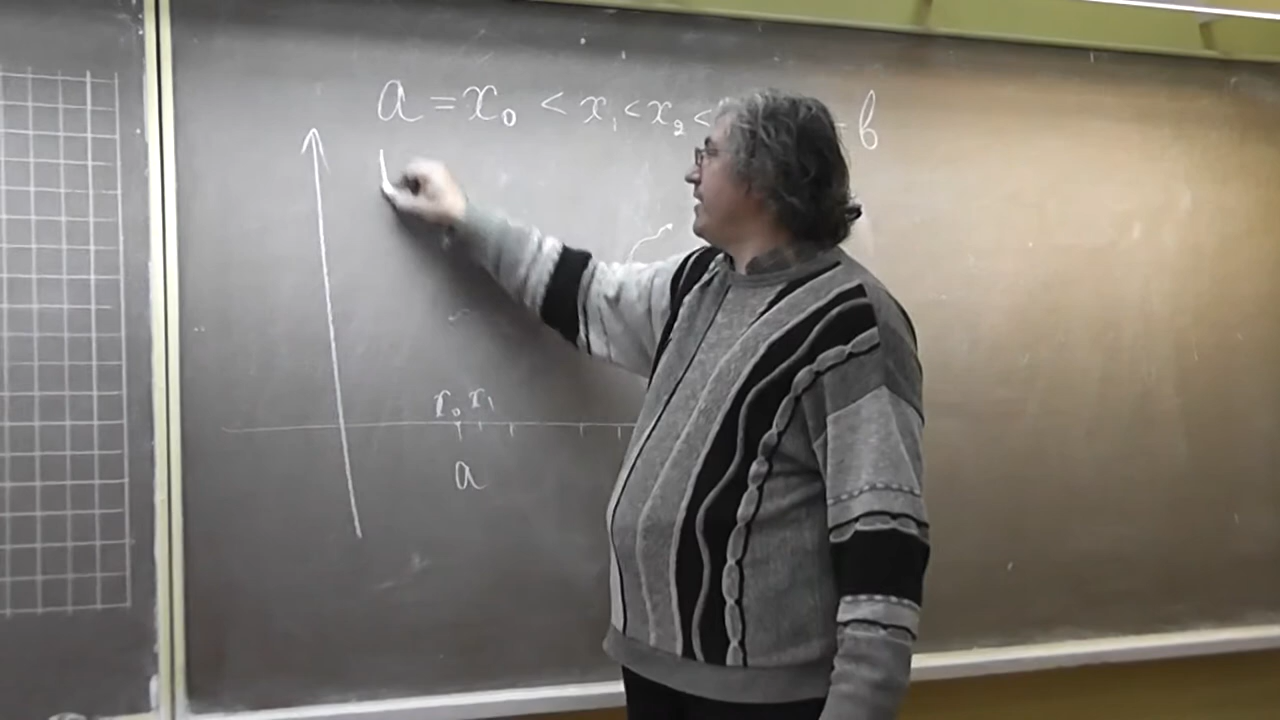 a = x₀ < x₁ < x₂ < = b
x₀ x₁
a